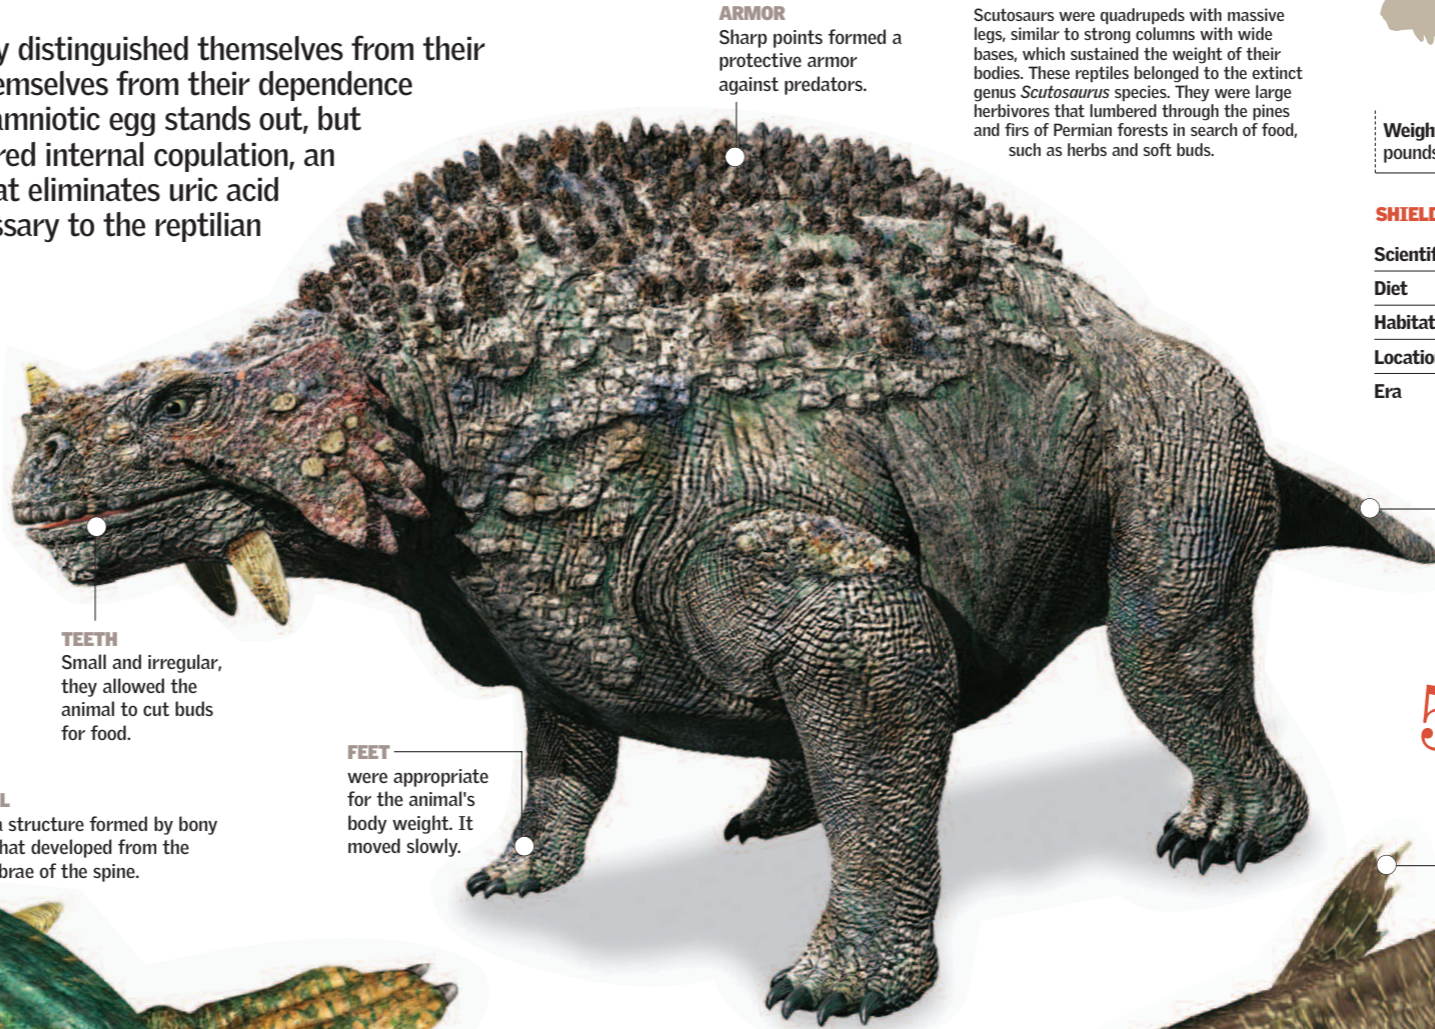 y distinguished themselves from their
emselves from their dependence
amniotic egg stands out, but
red internal copulation, an
at eliminates uric acid
ssary to the reptilian
ARMOR
Sharp points formed a
protective armor
against predators.
Scutosaurs were quadrupeds with massive
legs, similar to strong columns with wide
bases, which sustained the weight of their
bodies. These reptiles belonged to the extinct
genus Scutosaurus species. They were large
herbivores that lumbered through the pines
and firs of Permian forests in search of food,
such as herbs and soft buds.
Weigh
pounds
SHIELD
Scientif
Diet
Habitat
Locatio
Era
TEETH
Small and irregular,
they allowed the
animal to cut buds
for food.
FEET
were appropriate
for the animal's
body weight. It
moved slowly.
L
a structure formed by bony
hat developed from the
brae of the spine.
5